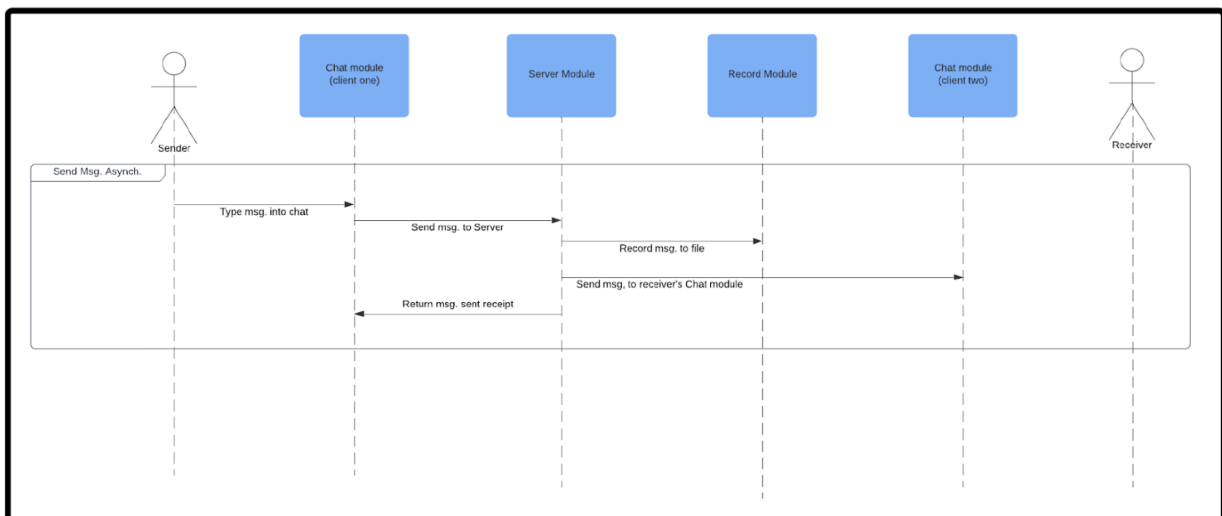 Chat module
(client one)
Server Module
Record Module
Chat module
(client two)
Sender
Receiver
Send Msg. Asynch.
Type msg. into chat
Send msg. to Server
Record msg. to file
Send msg, to receiver's Chat module
Return msg. sent receipt